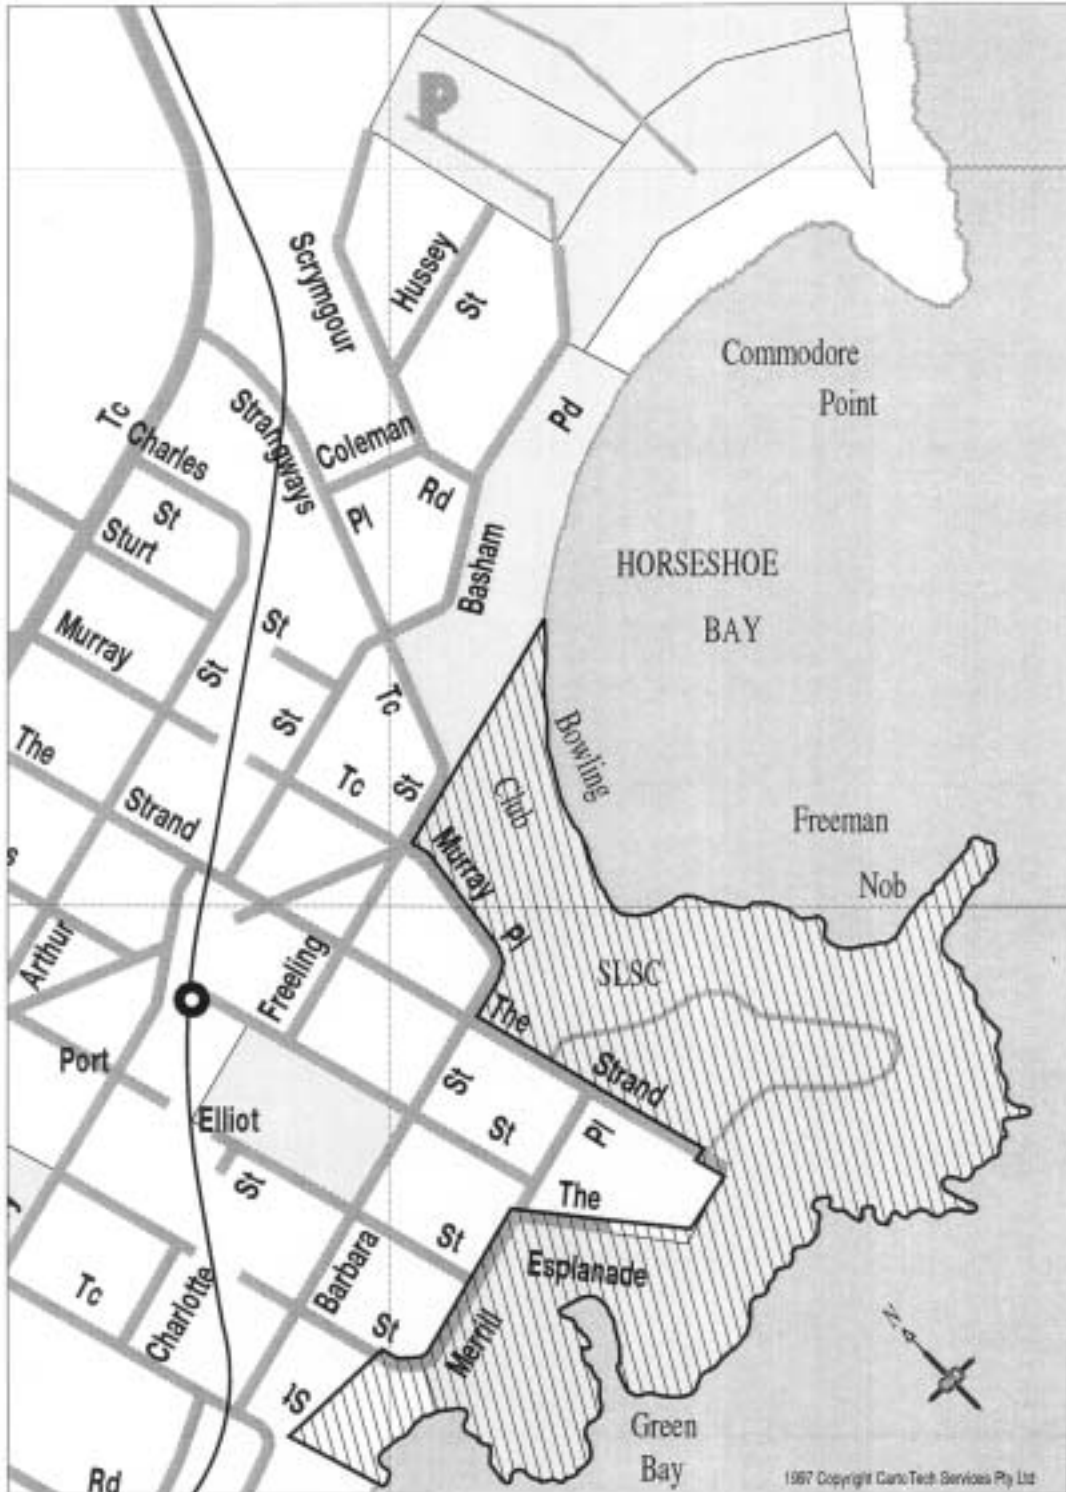 P
Scrymgour
Hussey
St
Commodore
Point
Tc
Charles
St
Strangways
Coleman
Pd
Rd
Pl
Sturt
Basham
HORSESHOE
BAY
Murray
St
St
St
Tc
Tc
St
The
Strand
Club
Bowling
Murray
Pl
Freeman
Nob
s
Arthur
Freeling
SLSC
The
Strand
Port
Elliot
St
St
St
Pl
The
Esplanade
St
Barbara
St
Merrill
Tc
Charlotte
St
Rd
N
Green
Bay
1997 Copyright CartoTech Services Pty Ltd